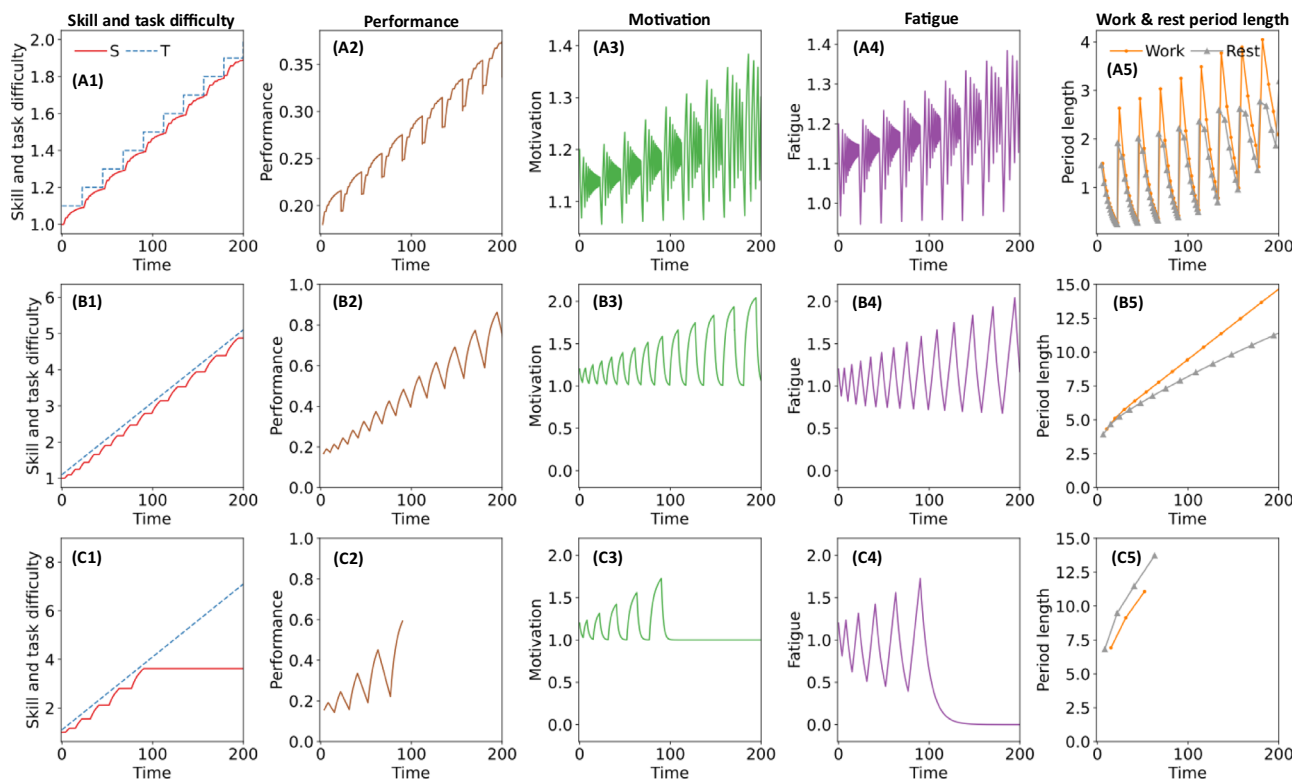 Skill and task difficulty
Performance
Motivation
Fatigue
Work & rest period length
(A1)
S
T
Skill and task difficulty
2.0
1.8
1.6
1.4
1.2
1.0
0
100
200
Time
(A2)
Performance
0.35
0.30
0.25
0.20
0
100
200
Time
(A3)
Motivation
1.4
1.3
1.2
1.1
0
100
200
Time
(A4)
Fatigue
1.4
1.3
1.2
1.1
1.0
0
100
200
Time
(A5)
Work
Rest
Period length
4
3
2
1
0
100
200
Time
(B1)
Skill and task difficulty
6
5
4
3
2
1
0
100
200
Time
(B2)
Performance
1.0
0.8
0.6
0.4
0.2
0.0
0
100
200
Time
(B3)
Motivation
2.0
1.5
1.0
0.5
0.0
0
100
200
Time
(B4)
Fatigue
2.0
1.5
1.0
0.5
0.0
0
100
200
Time
(B5)
Period length
15.0
12.5
10.0
7.5
5.0
2.5
0.0
0
100
200
Time
(C1)
Skill and task difficulty
8
6
4
2
0
100
200
Time
(C2)
Performance
1.0
0.8
0.6
0.4
0.2
0.0
0
100
200
Time
(C3)
Motivation
2.0
1.5
1.0
0.5
0.0
0
100
200
Time
(C4)
Fatigue
2.0
1.5
1.0
0.5
0.0
0
100
200
Time
(C5)
Period length
15.0
12.5
10.0
7.5
5.0
2.5
0.0
0
100
200
Time